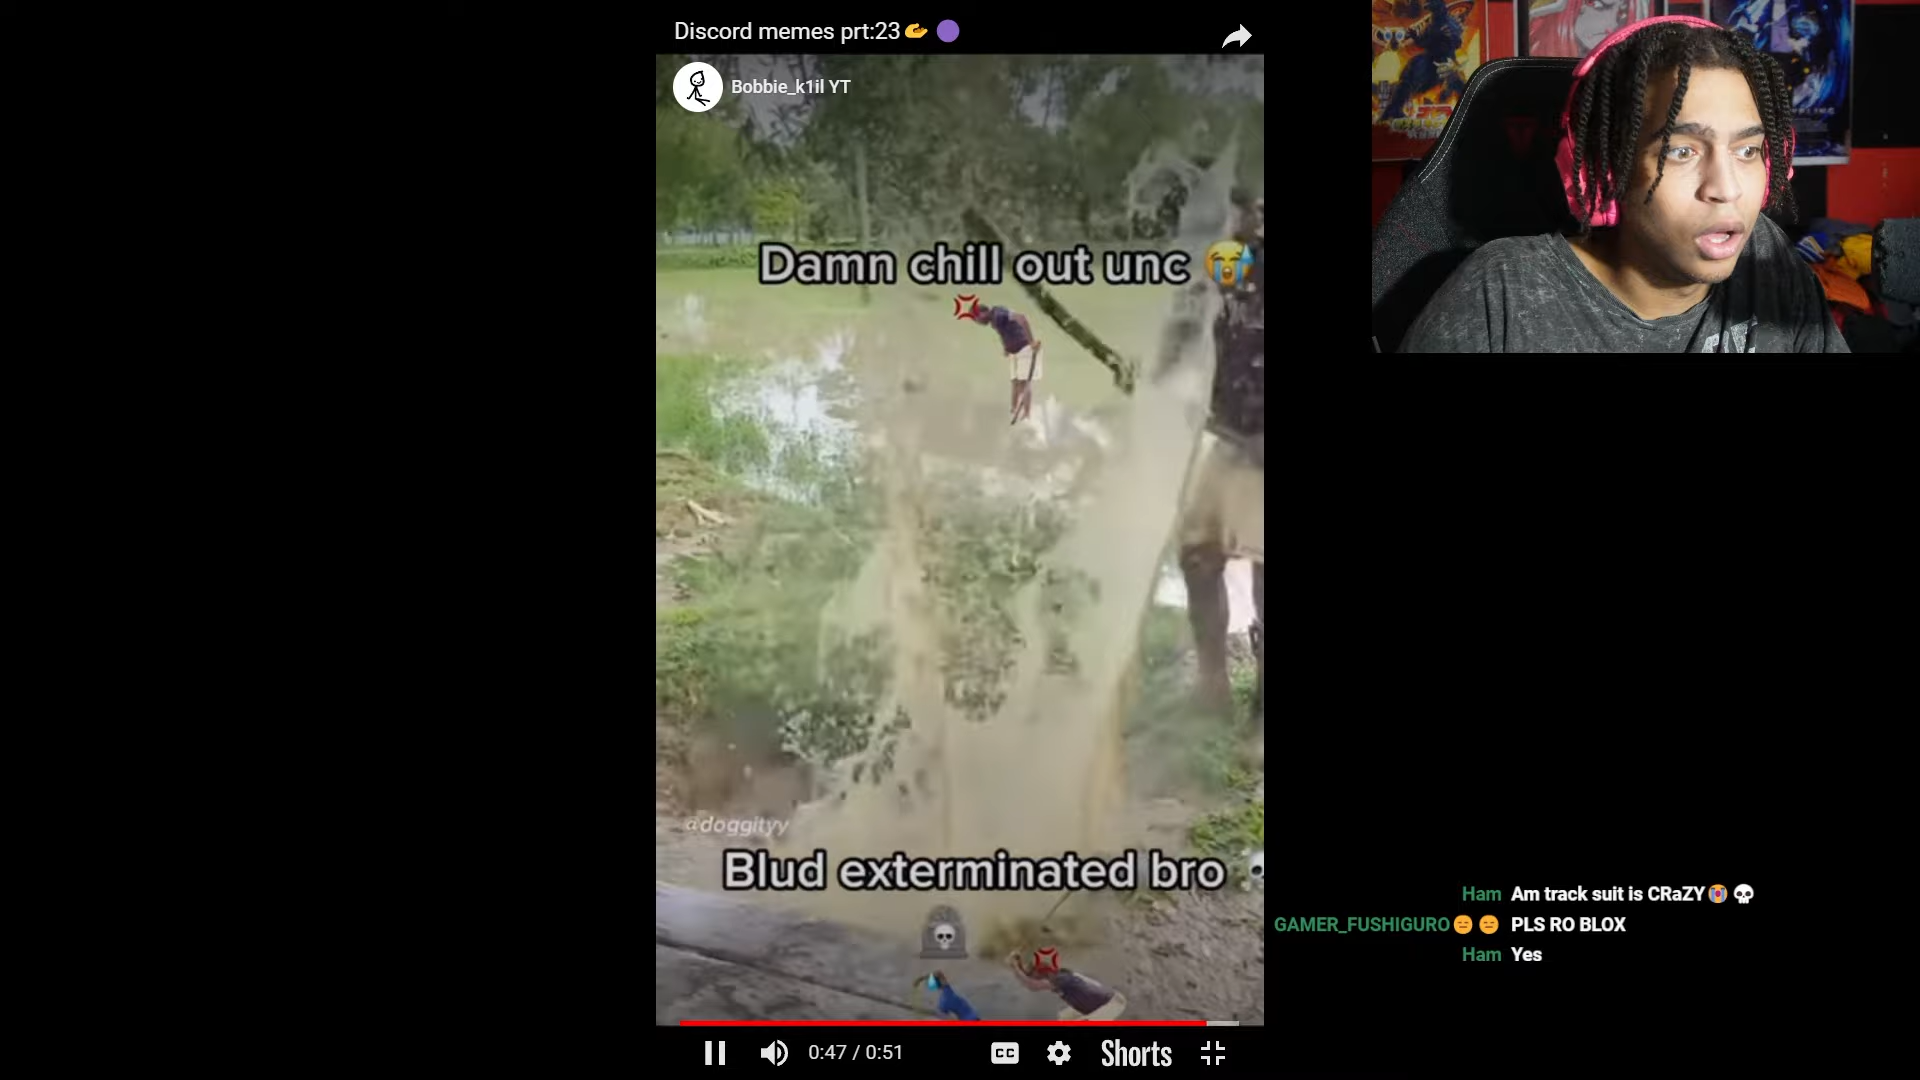 Discord memes prt:23🫴🟣
Bobbie_k1il YT
Damn chill out unc 😭
@doggityy
Blud exterminated bro 💀
Ham Am track suit is CRaZY😭💀
GAMER_FUSHIGURO😑😑 PLS RO BLOX
Ham Yes
0:47 / 0:51
CC
Shorts